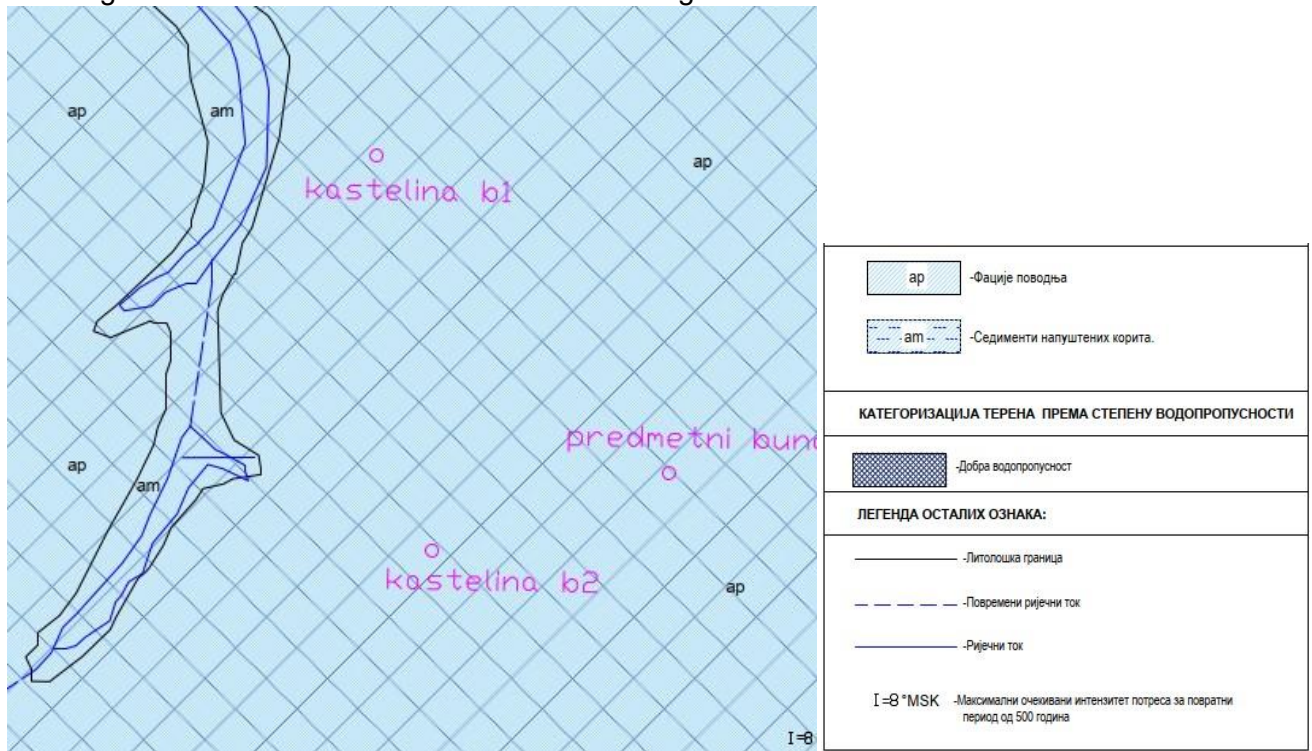 ap
am
ap
kastelina b1
predmetni bun
ap
am
kastelina b2
ap
I=8
ap
-Фације поводња
am
-Седименти напуштених корита.
КАТЕГОРИЗАЦИЈА ТЕРЕНА ПРЕМА СТЕПЕНУ ВОДОПРОПУСНОСТИ
-Добра водопропусност
ЛЕГЕНДА ОСТАЛИХ ОЗНАКА:
-Литолошка граница
-Повремени ријечни ток
-Ријечни ток
I=8°MSK -Максимални очекивани интензитет потреса за повратни
период од 500 година